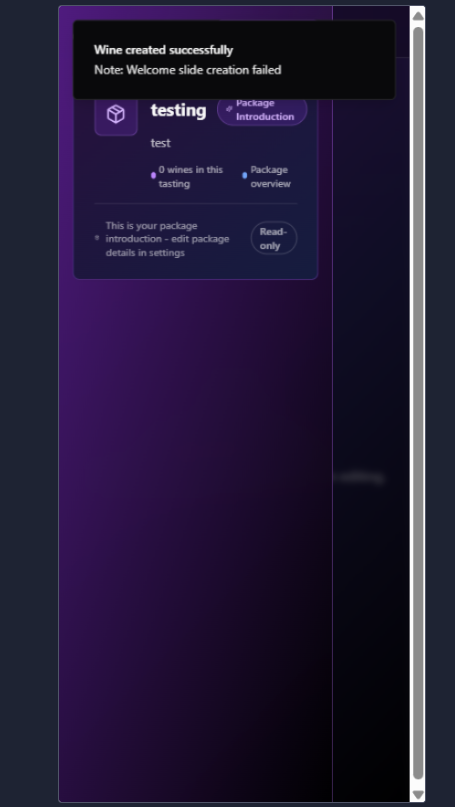 Wine created successfully
Note: Welcome slide creation failed
testing
Package
Introduction
test
0 wines in this
tasting
Package
overview
This is your package
introduction - edit package
details in settings
Read-
only